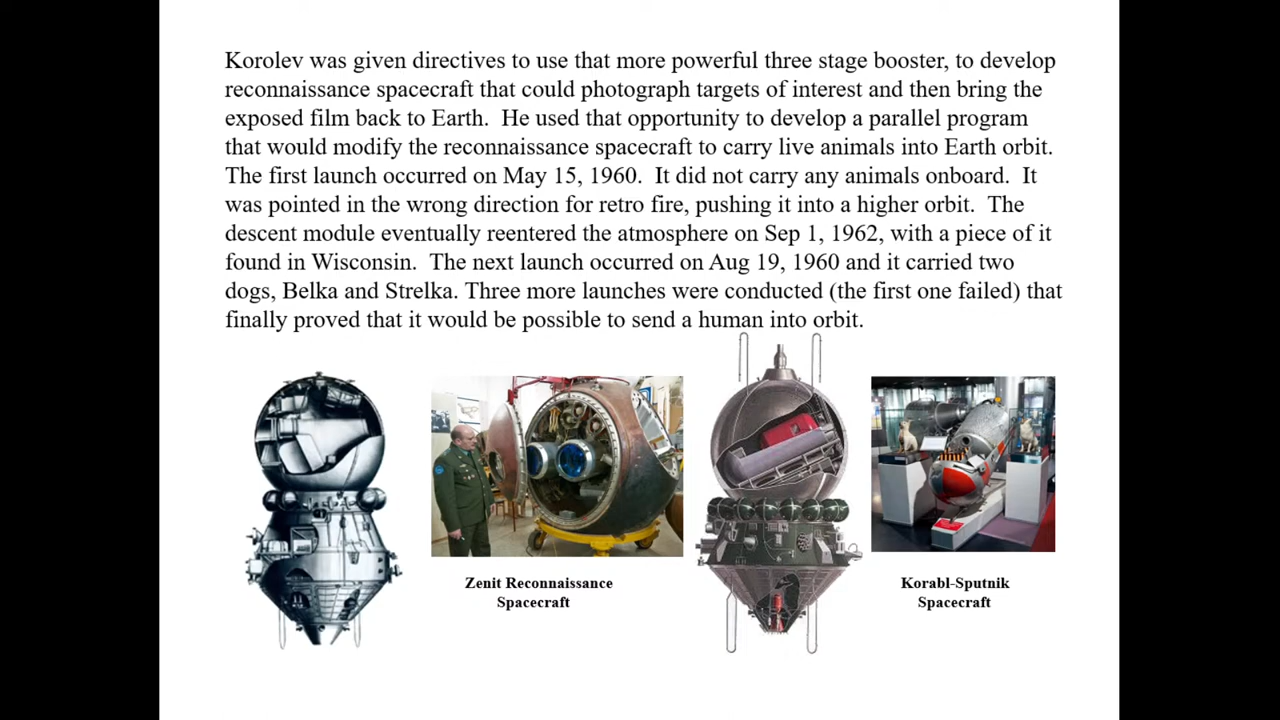 Korolev was given directives to use that more powerful three stage booster, to develop
reconnaissance spacecraft that could photograph targets of interest and then bring the
exposed film back to Earth.  He used that opportunity to develop a parallel program
that would modify the reconnaissance spacecraft to carry live animals into Earth orbit.
The first launch occurred on May 15, 1960.  It did not carry any animals onboard.  It
was pointed in the wrong direction for retro fire, pushing it into a higher orbit.  The
descent module eventually reentered the atmosphere on Sep 1, 1962, with a piece of it
found in Wisconsin.  The next launch occurred on Aug 19, 1960 and it carried two
dogs, Belka and Strelka. Three more launches were conducted (the first one failed) that
finally proved that it would be possible to send a human into orbit.
Zenit Reconnaissance
Spacecraft
Korabl-Sputnik
Spacecraft